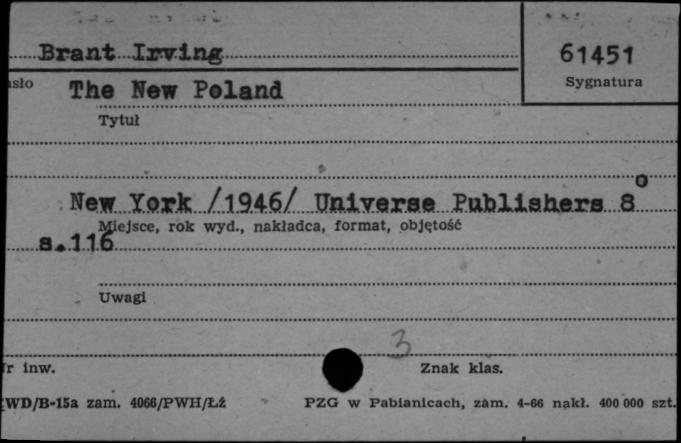 Brant Irving
61451
Sygnatura
The New Poland
Tytuł
New York /1946/ Universe Publishers 8°
Miejsce, rok wyd., nakładca, format, objętość
s.116
Uwagi
3
inw.
Znak klas.
WD/B-15a zam. 4066/PWH/Łż
PZG w Pabianicach, zam. 4-66 nakł. 400 000 szt.